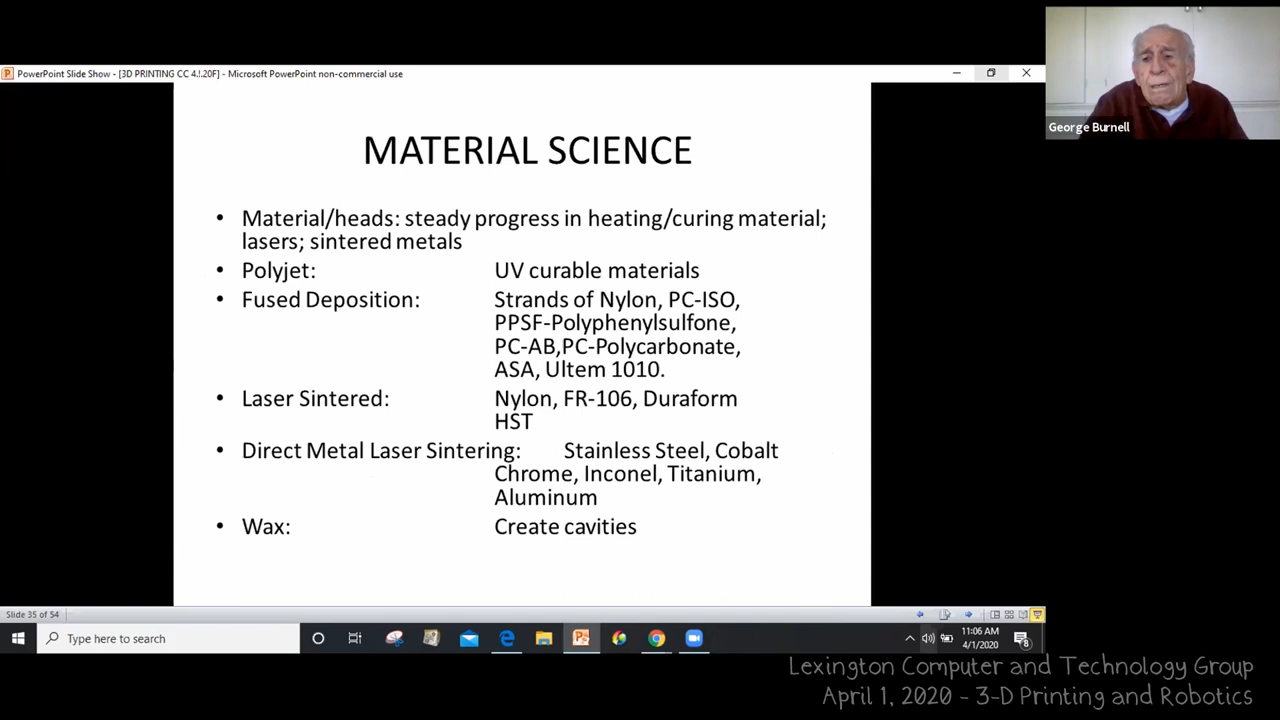 PowerPoint Slide Show - [3D PRINTING CC 4.!.20F] - Microsoft PowerPoint non-commercial use
George Burnell
MATERIAL SCIENCE
• Material/heads: steady progress in heating/curing material;
lasers; sintered metals
• Polyjet: UV curable materials
• Fused Deposition: Strands of Nylon, PC-ISO,
PPSF-Polyphenylsulfone,
PC-AB,PC-Polycarbonate,
ASA, Ultem 1010.
• Laser Sintered: Nylon, FR-106, Duraform
HST
• Direct Metal Laser Sintering: Stainless Steel, Cobalt
Chrome, Inconel, Titanium,
Aluminum
• Wax: Create cavities
Slide 35 of 54
Type here to search
11:06 AM
4/1/2020
8
Lexington Computer and Technology Group
April 1, 2020 - 3-D Printing and Robotics